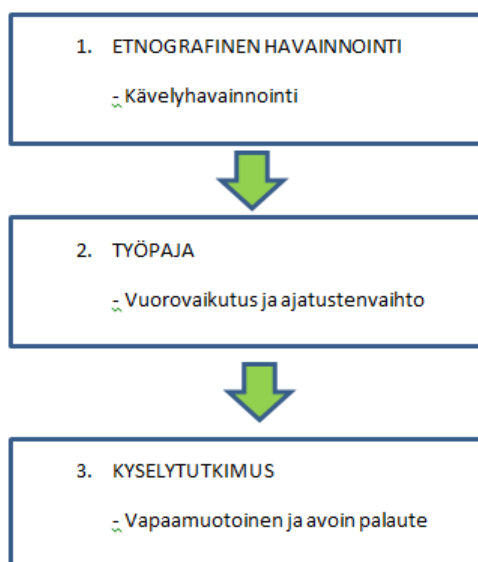 1. ETNOGRAFINEN HAVAINNOINTI
- Kävelyhavainnointi
2. TYÖPAJA
- Vuorovaikutus ja ajatustenvaihto
3. KYSELYTUTKIMUS
- Vapaamuotoinen ja avoin palaute